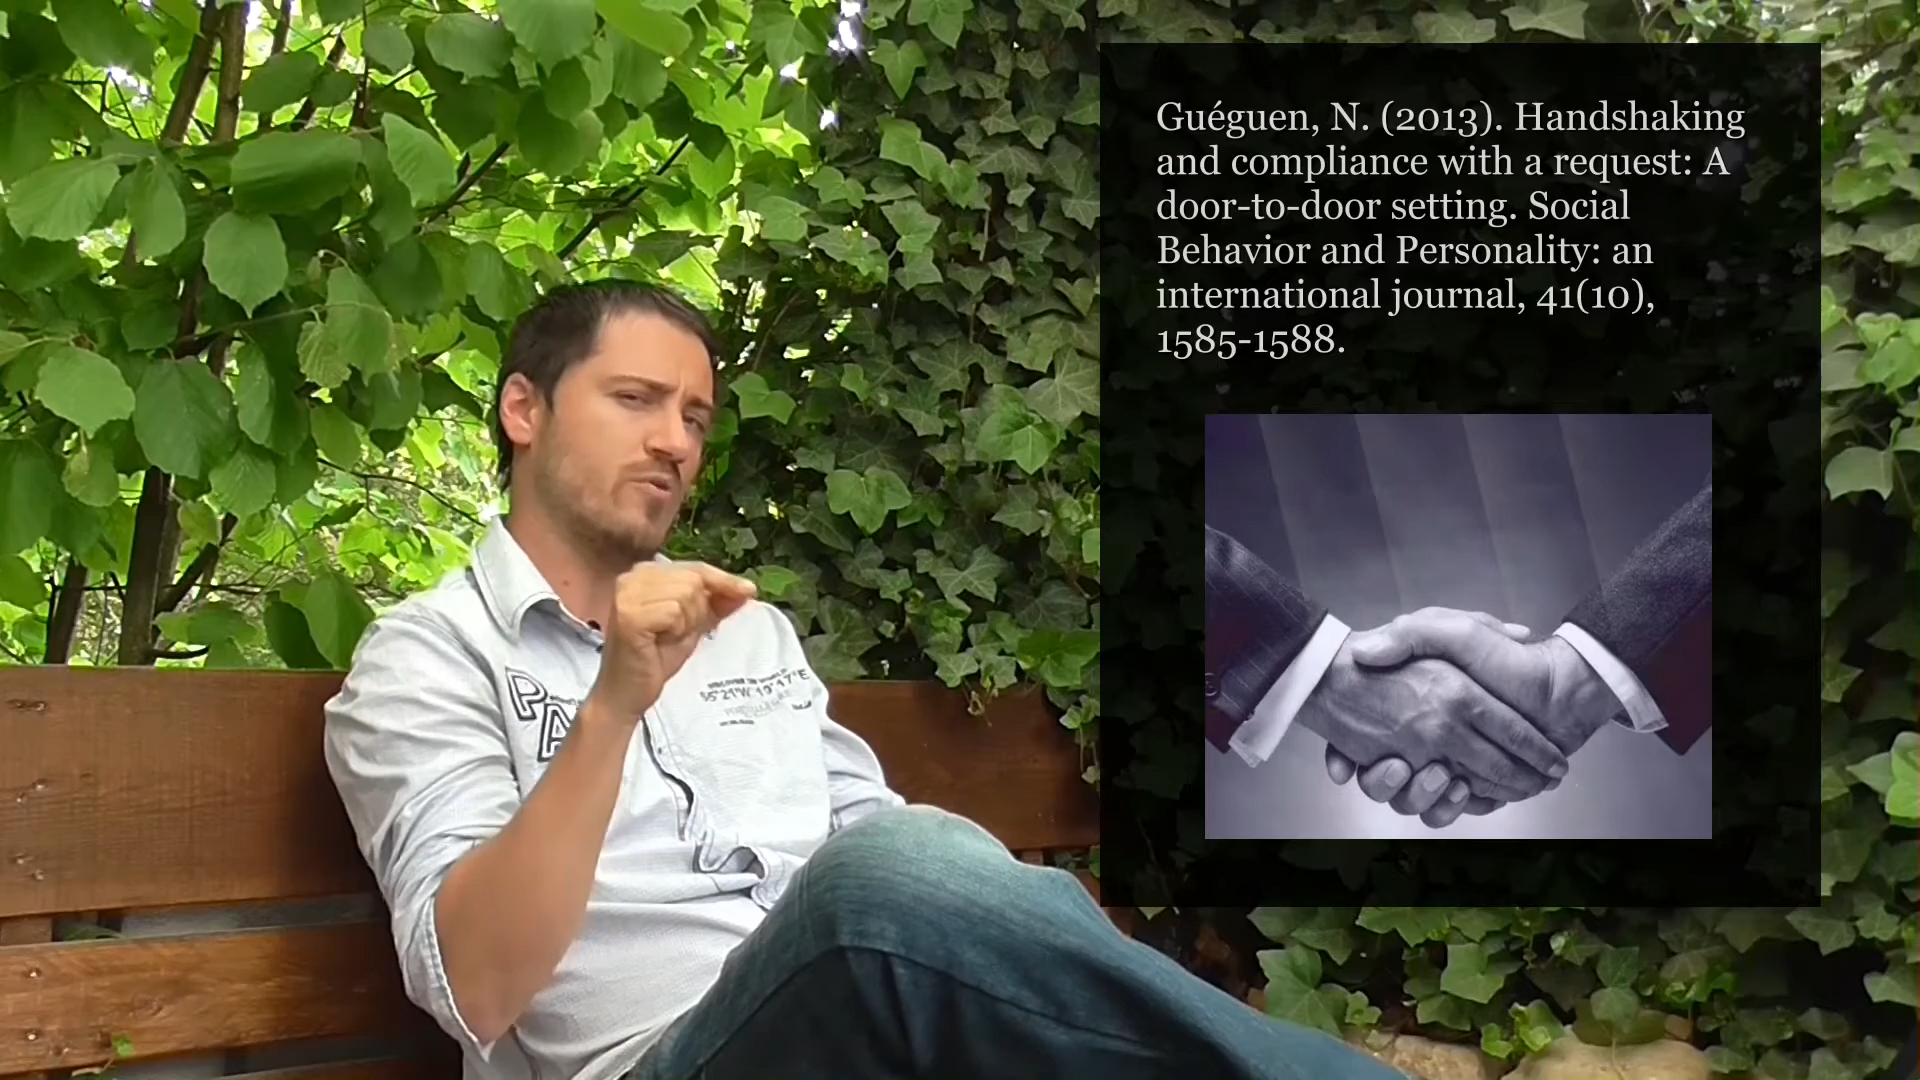 Guéguen, N. (2013). Handshaking
and compliance with a request: A
door-to-door setting. Social
Behavior and Personality: an
international journal, 41(10),
1585-1588.
PA